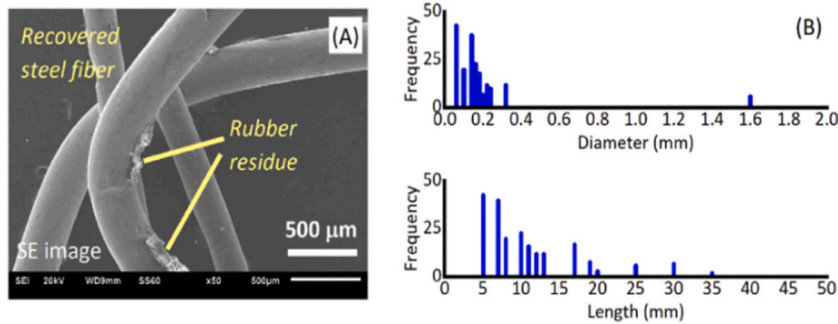 Recovered
steel fiber
(A)
Rubber
residue
500 μm
SE image
SEI 20kV WD9mm SS60 x50 500μm
(B)
Frequency
50
25
0
0.0 0.2 0.4 0.6 0.8 1.0 1.2 1.4 1.6 1.8 2.0
Diameter (mm)
Frequency
50
25
0
0 5 10 15 20 25 30 35 40 45 50
Length (mm)